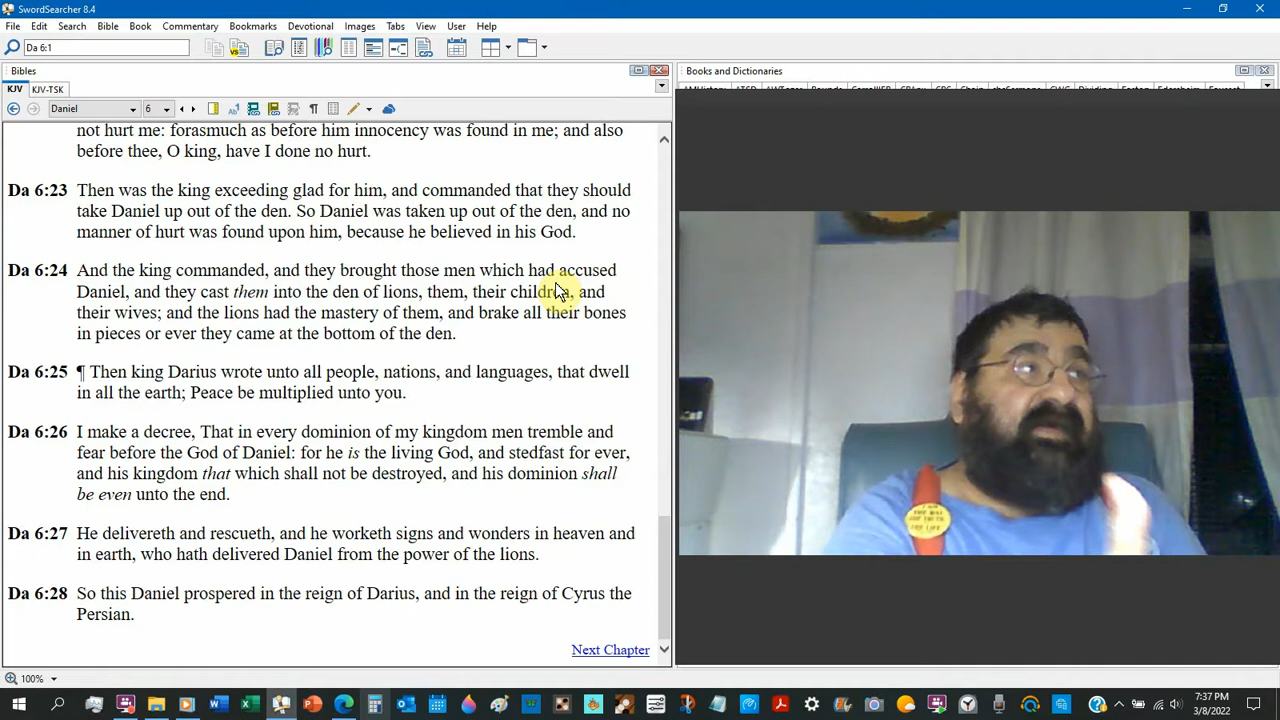 SwordSearcher 8.4
File Edit Search Bible Book Commentary Bookmarks Devotional Images Tabs View User Help
Da 6:1
Bibles
KJV KJV-TSK
Daniel 6
not hurt me: forasmuch as before him innocency was found in me; and also
before thee, O king, have I done no hurt.
Da 6:23 Then was the king exceeding glad for him, and commanded that they should
take Daniel up out of the den. So Daniel was taken up out of the den, and no
manner of hurt was found upon him, because he believed in his God.
Da 6:24 And the king commanded, and they brought those men which had accused
Daniel, and they cast them into the den of lions, them, their children, and
their wives; and the lions had the mastery of them, and brake all their bones
in pieces or ever they came at the bottom of the den.
Da 6:25 ¶ Then king Darius wrote unto all people, nations, and languages, that dwell
in all the earth; Peace be multiplied unto you.
Da 6:26 I make a decree, That in every dominion of my kingdom men tremble and
fear before the God of Daniel: for he is the living God, and stedfast for ever,
and his kingdom that which shall not be destroyed, and his dominion shall
be even unto the end.
Da 6:27 He delivereth and rescueth, and he worketh signs and wonders in heaven and
in earth, who hath delivered Daniel from the power of the lions.
Da 6:28 So this Daniel prospered in the reign of Darius, and in the reign of Cyrus the
Persian.
Next Chapter
100%
Books and Dictionaries
I AM
THE WAY
THE TRUTH
THE LIFE
7:37 PM
3/8/2022